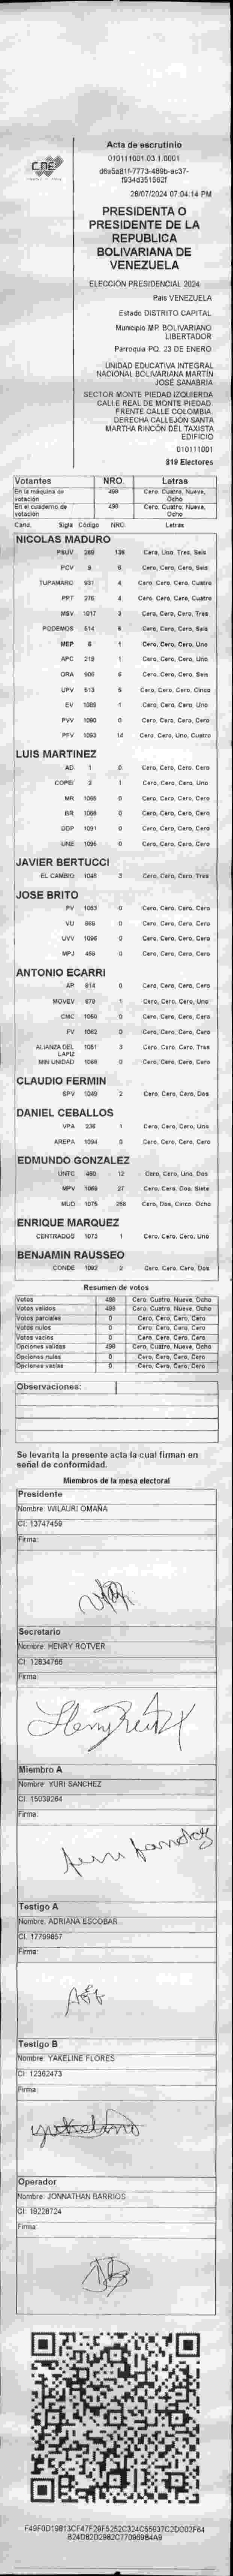 CNE
Acta de escrutinio
010111001.03.1.0001
28/07/2024 07:04:14 PM
PRESIDENTA O
PRESIDENTE DE LA
REPUBLICA
BOLIVARIANA DE
VENEZUELA
ELECCIÓN PRESIDENCIAL 2024
Pais VENEZUELA
Estado DISTRITO CAPITAL
Municipio MP. BOLIVARIANO
LIBERTADOR
Parroquia PQ. 23 DE ENERO
UNIDAD EDUCATIVA INTEGRAL
NACIONAL BOLIVARIANA MARTÍN
JOSÉ SANABRIA
SECTOR MONTE PIEDAD IZQUIERDA
CALLE REAL DE MONTE PIEDAD.
FRENTE CALLE COLOMBIA.
DERECHA CALLEJÓN SANTA
MARTHA RINCÓN DEL TAXISTA
EDIFICIO
010111001
819 Electores
Votantes NRO. Letras
En la máquina de votación 498 Cero, Cuatro, Nueve, Ocho
En el cuaderno de votación 498 Cero, Cuatro, Nueve, Ocho
Cand. Sigla Código NRO. Letras
NICOLAS MADURO
PSUV 269 136 Cero, Uno, Tres, Seis
PCV 9 6 Cero, Cero, Cero, Seis
TUPAMARO 931 4 Cero, Cero, Cero, Cuatro
PPT 276 4 Cero, Cero, Cero, Cuatro
MSV 1017 3 Cero, Cero, Cero, Tres
PODEMOS 514 6 Cero, Cero, Cero, Seis
MEP 6 1 Cero, Cero, Cero, Uno
APC 219 1 Cero, Cero, Cero, Uno
ORA 906 6 Cero, Cero, Cero, Seis
UPV 513 5 Cero, Cero, Cero, Cinco
EV 1089 1 Cero, Cero, Cero, Uno
PVV 1090 0 Cero, Cero, Cero, Cero
PFV 1093 14 Cero, Cero, Uno, Cuatro
LUIS MARTINEZ
AD 1 0 Cero, Cero, Cero, Cero
COPEI 2 1 Cero, Cero, Cero, Uno
MR 1065 0 Cero, Cero, Cero, Cero
BR 1066 0 Cero, Cero, Cero, Cero
DDP 1091 0 Cero, Cero, Cero, Cero
UNE 1095 0 Cero, Cero, Cero, Cero
JAVIER BERTUCCI
EL CAMBIO 1048 3 Cero, Cero, Cero, Tres
JOSE BRITO
PV 1053 0 Cero, Cero, Cero, Cero
VU 0 Cero, Cero, Cero, Cero
UVV 1096 0 Cero, Cero, Cero, Cero
MPJ 459 0 Cero, Cero, Cero, Cero
ANTONIO ECARRI
AP 914 0 Cero, Cero, Cero, Cero
MOVEV 679 1 Cero, Cero, Cero, Uno
CMC 1050 0 Cero, Cero, Cero, Cero
FV 1062 0 Cero, Cero, Cero, Cero
ALIANZA DEL LAPIZ 1051 3 Cero, Cero, Cero, Tres
MIN UNIDAD 1068 0 Cero, Cero, Cero, Cero
CLAUDIO FERMIN
SPV 1049 2 Cero, Cero, Cero, Dos
DANIEL CEBALLOS
VPA 236 1 Cero, Cero, Cero, Uno
AREPA 1094 0 Cero, Cero, Cero, Cero
EDMUNDO GONZALEZ
UNTC 12 Cero, Cero, Uno, Dos
MPV 1066 27 Cero, Cero, Dos, Siete
MUD 1075 258 Cero, Dos, Cinco, Ocho
ENRIQUE MARQUEZ
CENTRADOS 1073 1 Cero, Cero, Cero, Uno
BENJAMIN RAUSSEO
CONDE 1092 2 Cero, Cero, Cero, Dos
Resumen de votos
Votos 498 Cero, Cuatro, Nueve, Ocho
Votos válidos 498 Cero, Cuatro, Nueve, Ocho
Votos parciales 0 Cero, Cero, Cero, Cero
Votos nulos 0 Cero, Cero, Cero, Cero
Votos vacíos 0 Cero, Cero, Cero, Cero
Opciones validas 498 Cero, Cuatro, Nueve, Ocho
Opciones nulas 0 Cero, Cero, Cero, Cero
Opciones vacías 0 Cero, Cero, Cero, Cero
Observaciones:
Se levanta la presente acta la cual firman en
señal de conformidad.
Miembros de la mesa electoral
Presidente
Nombre: WILAURI OMAÑA
CI: 13747459
Firma:
Secretario
Nombre: HENRY ROTVER
CI: 12834766
Firma:
Miembro A
Nombre: YURI SANCHEZ
CI: 15039264
Firma:
Testigo A
Nombre: ADRIANA ESCOBAR
CI: 17799857
Firma:
Testigo B
Nombre: YAKELINE FLORES
CI: 12362473
Firma:
Operador
Nombre: JONNATHAN BARRIOS
CI: 19228724
Firma: